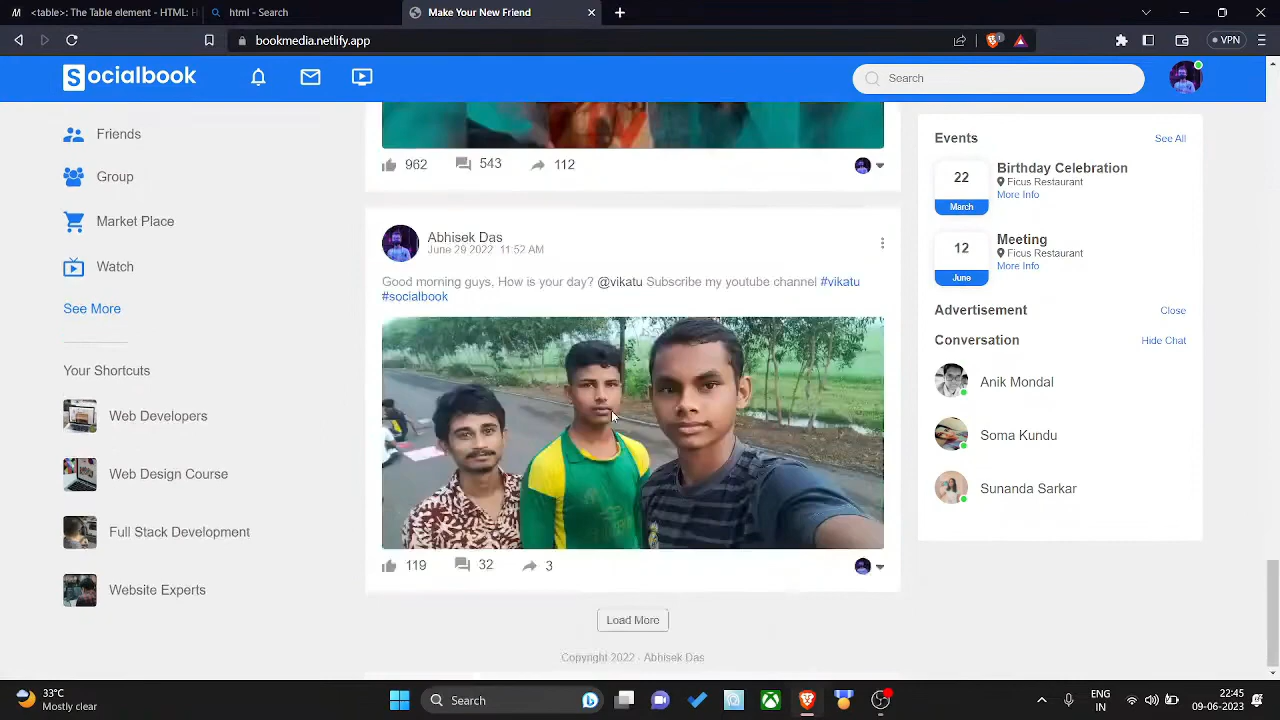 <table>: The Table element - HTML: H
html - Search
Make Your New Friend
bookmedia.netlify.app
1
VPN
Socialbook
Search
Friends
Group
Market Place
Watch
See More
Your Shortcuts
Web Developers
Web Design Course
Full Stack Development
Website Experts
962 543 112
Abhisek Das
June 29 2022 11:52 AM
Good morning guys, How is your day? @vikatu Subscribe my youtube channel #vikatu
#socialbook
119 32 3
Load More
Copyright 2022 - Abhisek Das
Events See All
22 Birthday Celebration
Ficus Restaurant
March More Info
12 Meeting
Ficus Restaurant
June More Info
Advertisement Close
Conversation Hide Chat
Anik Mondal
Soma Kundu
Sunanda Sarkar
33°C
Mostly clear
Search
ENG
IN
22:45
09-06-2023